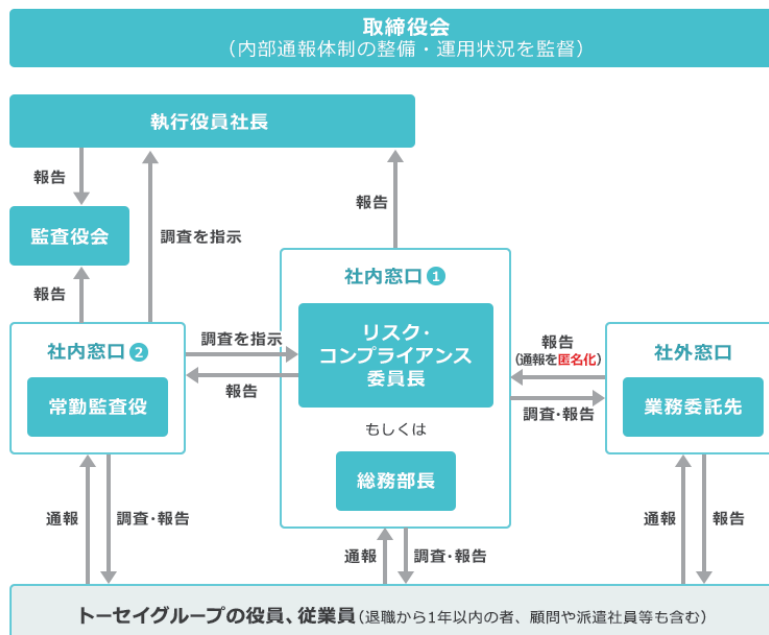 取締役会
(内部通報体制の整備・運用状況を監督)
執行役員社長
報告
報告
監査役会
調査を指示
報告
社内窓口❶
リスク・
コンプライアンス
委員長
もしくは
総務部長
社内窓口❷
常勤監査役
調査を指示
報告
報告
(通報を匿名化)
調査・報告
社外窓口
業務委託先
通報
調査・報告
通報
調査・報告
通報
報告
トーセイグループの役員、従業員(退職から1年以内の者、顧問や派遣社員等も含む)